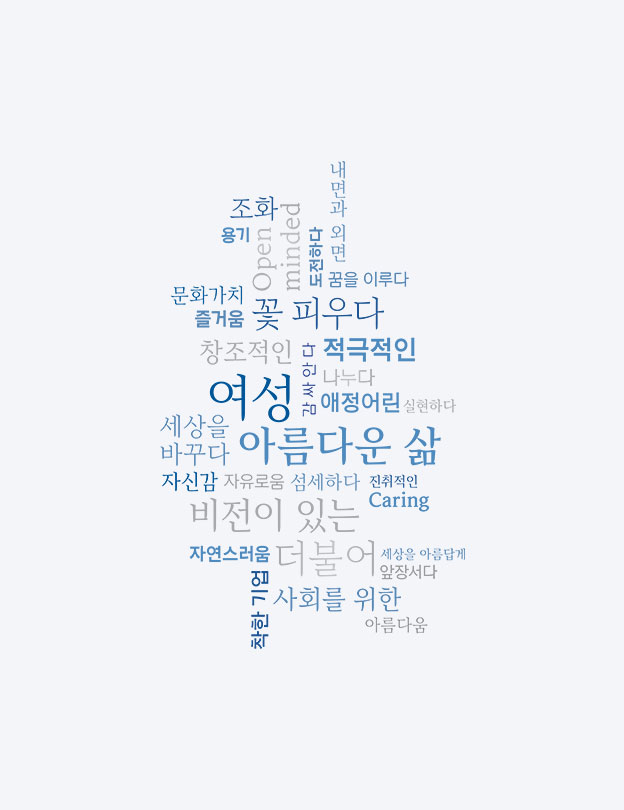 내면과 외면
조화
용기
Open
minded
도전하다
꿈을 이루다
문화가치
즐거움
꽃 피우다
창조적인
감싸안다
적극적인
나누다
여성
애정어린
실현하다
세상을
바꾸다
아름다운 삶
자신감
자유로움
섬세하다
진취적인
Caring
비전이 있는
자연스러움
더불어
세상을 아름답게
앞장서다
착한 기업
사회를 위한
아름다움